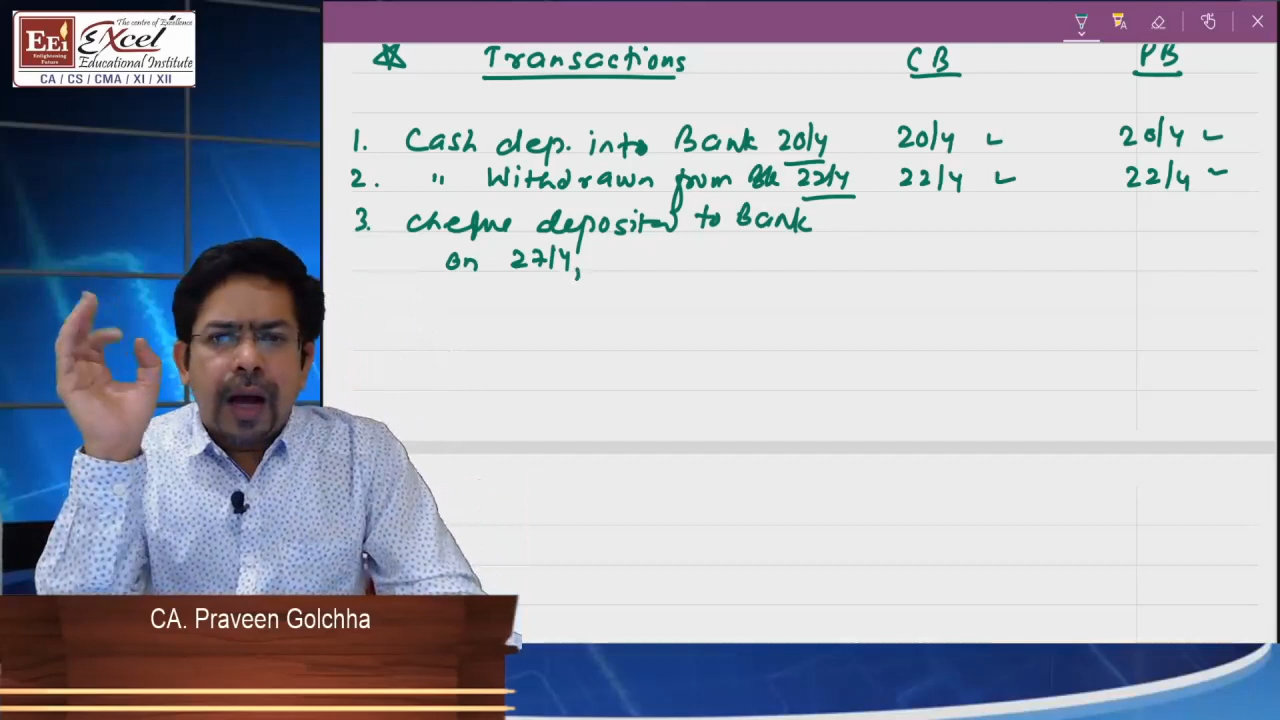 The centre of Excellence
EEi
Enlightening
Future
Excel
Educational Institute
CA / CS / CMA / XI / XII
Transactions CB PB
1. Cash dep. into Bank 20/4 20/4 20/4
2. " Withdrawn from Bk 22/4 22/4 22/4
3. Cheque deposited to Bank
on 27/4,
CA. Praveen Golchha